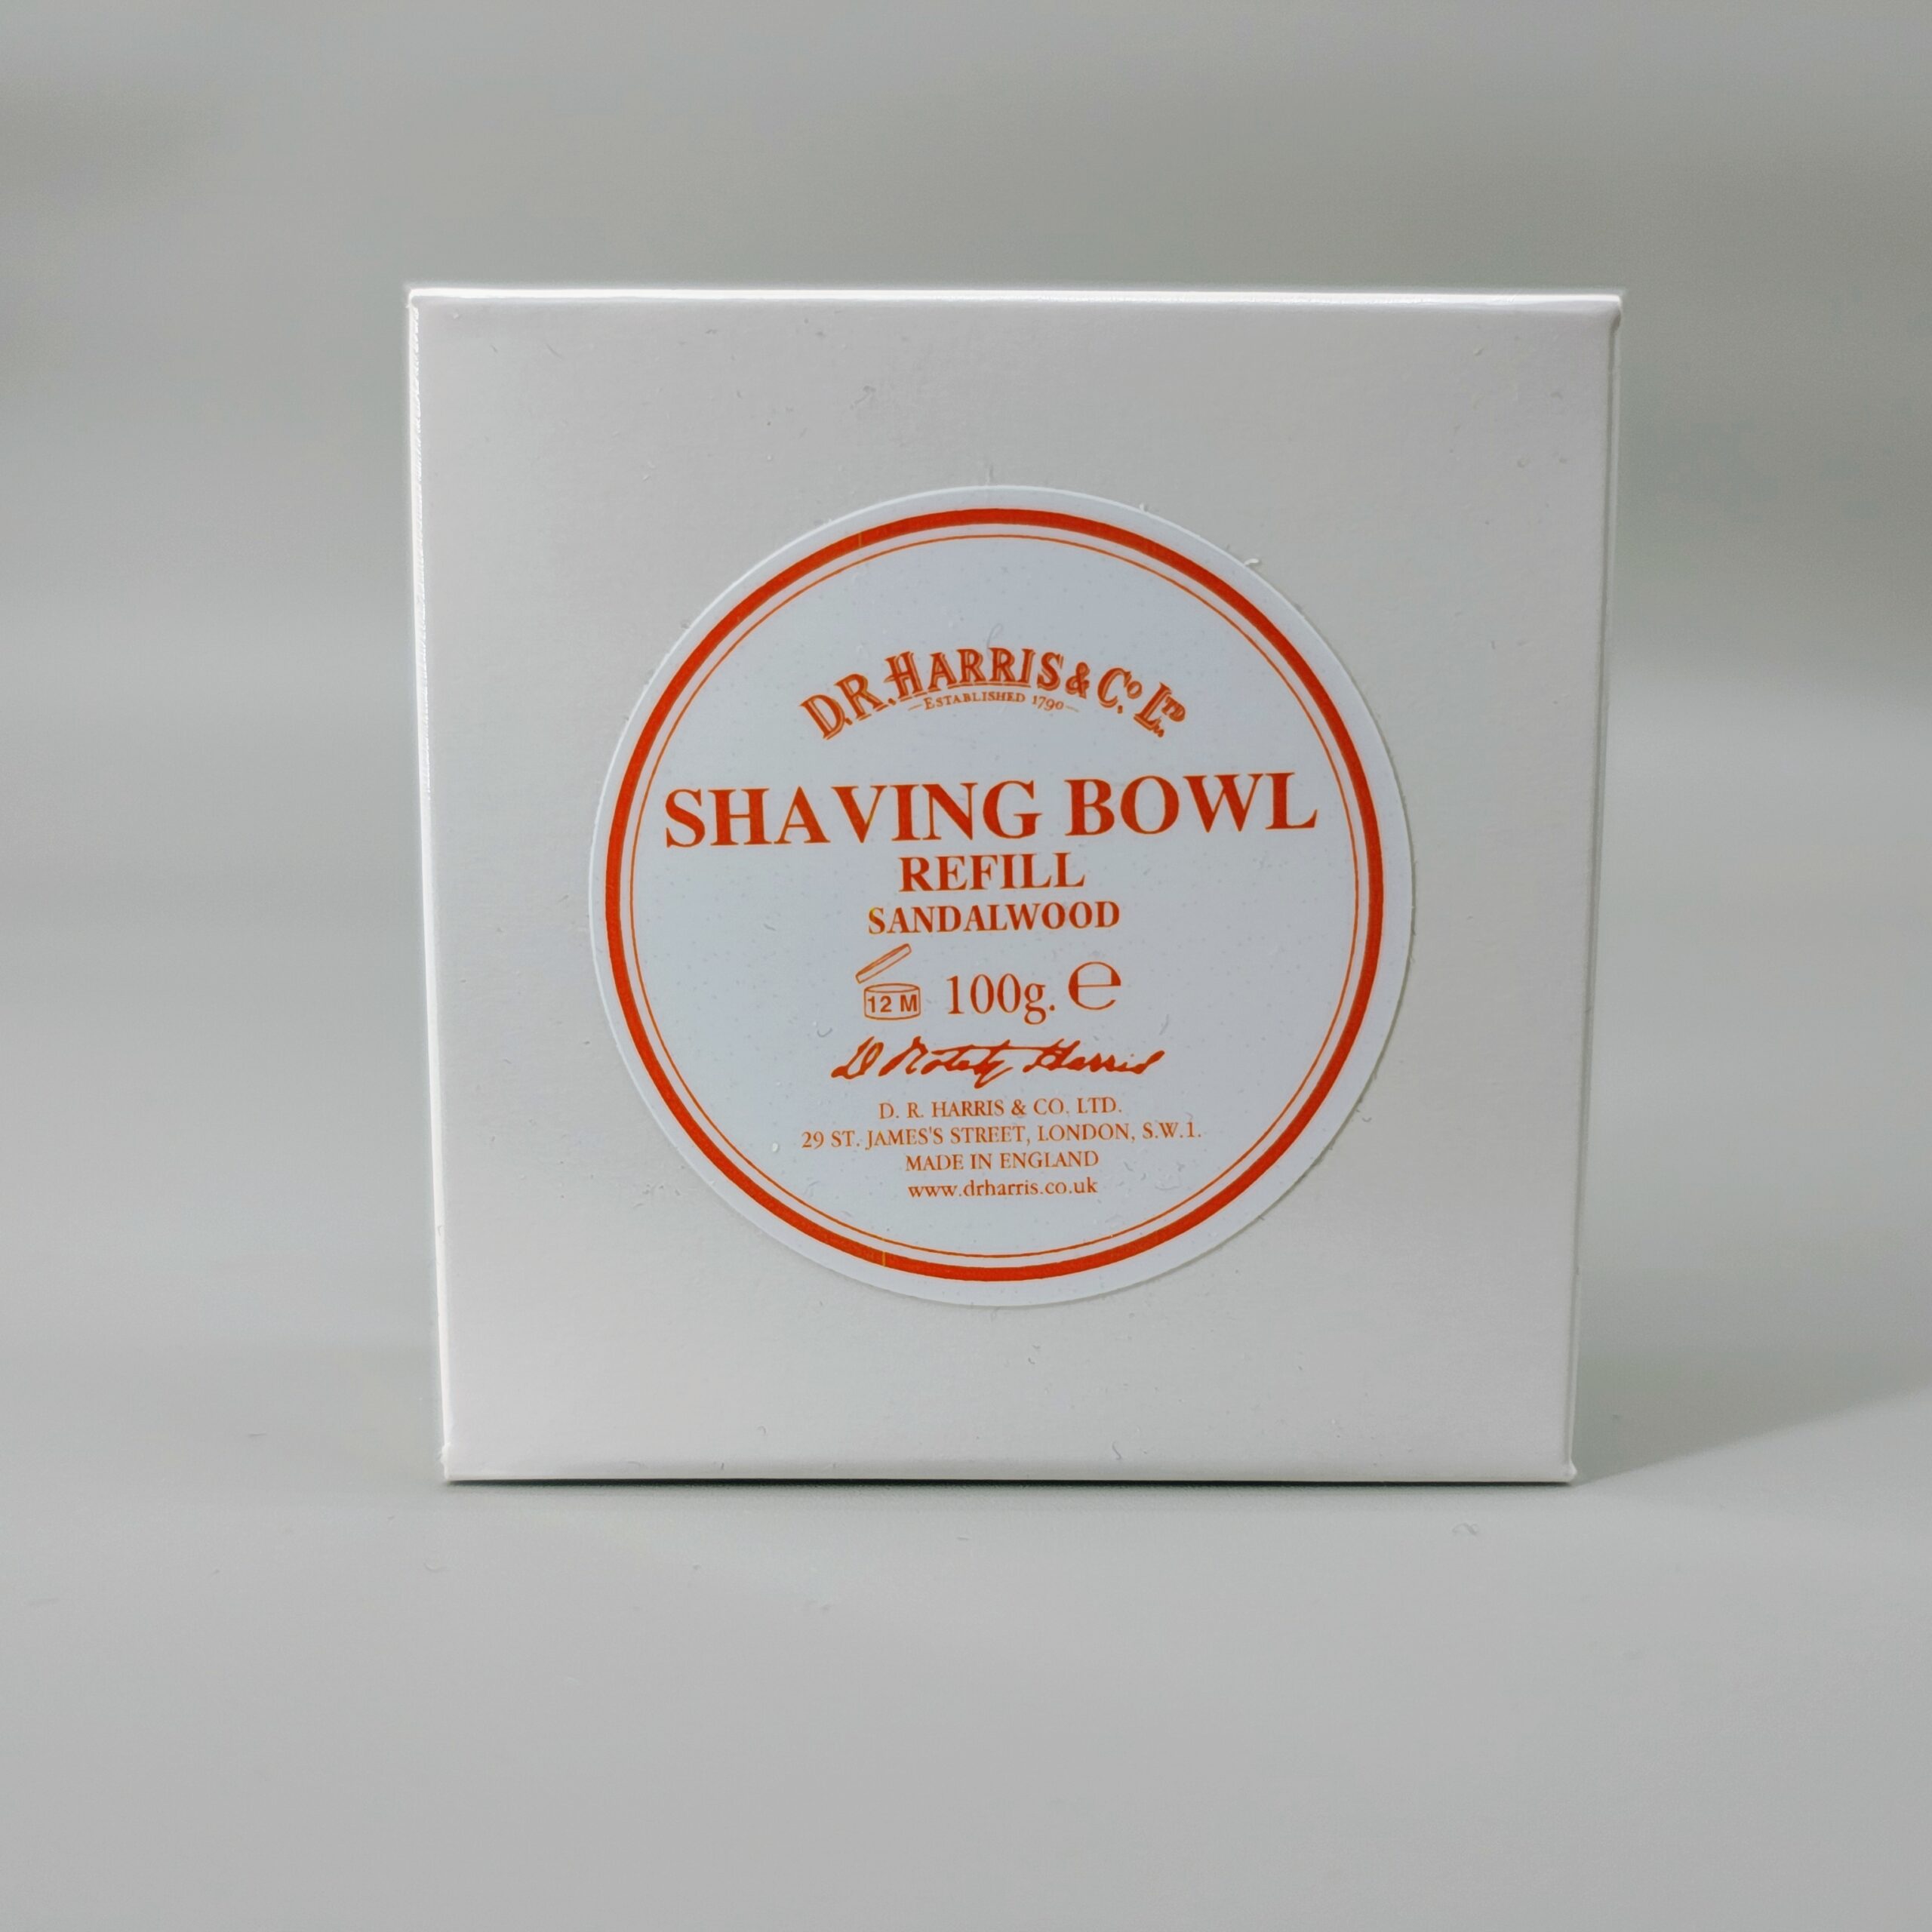 D.R. HARRIS & Co. LTD.
ESTABLISHED 1790
SHAVING BOWL
REFILL
SANDALWOOD
12 M 100g. ℮
Harris
D. R. HARRIS & CO. LTD.
29 ST. JAMES'S STREET, LONDON, S.W.1.
MADE IN ENGLAND
www.drharris.co.uk